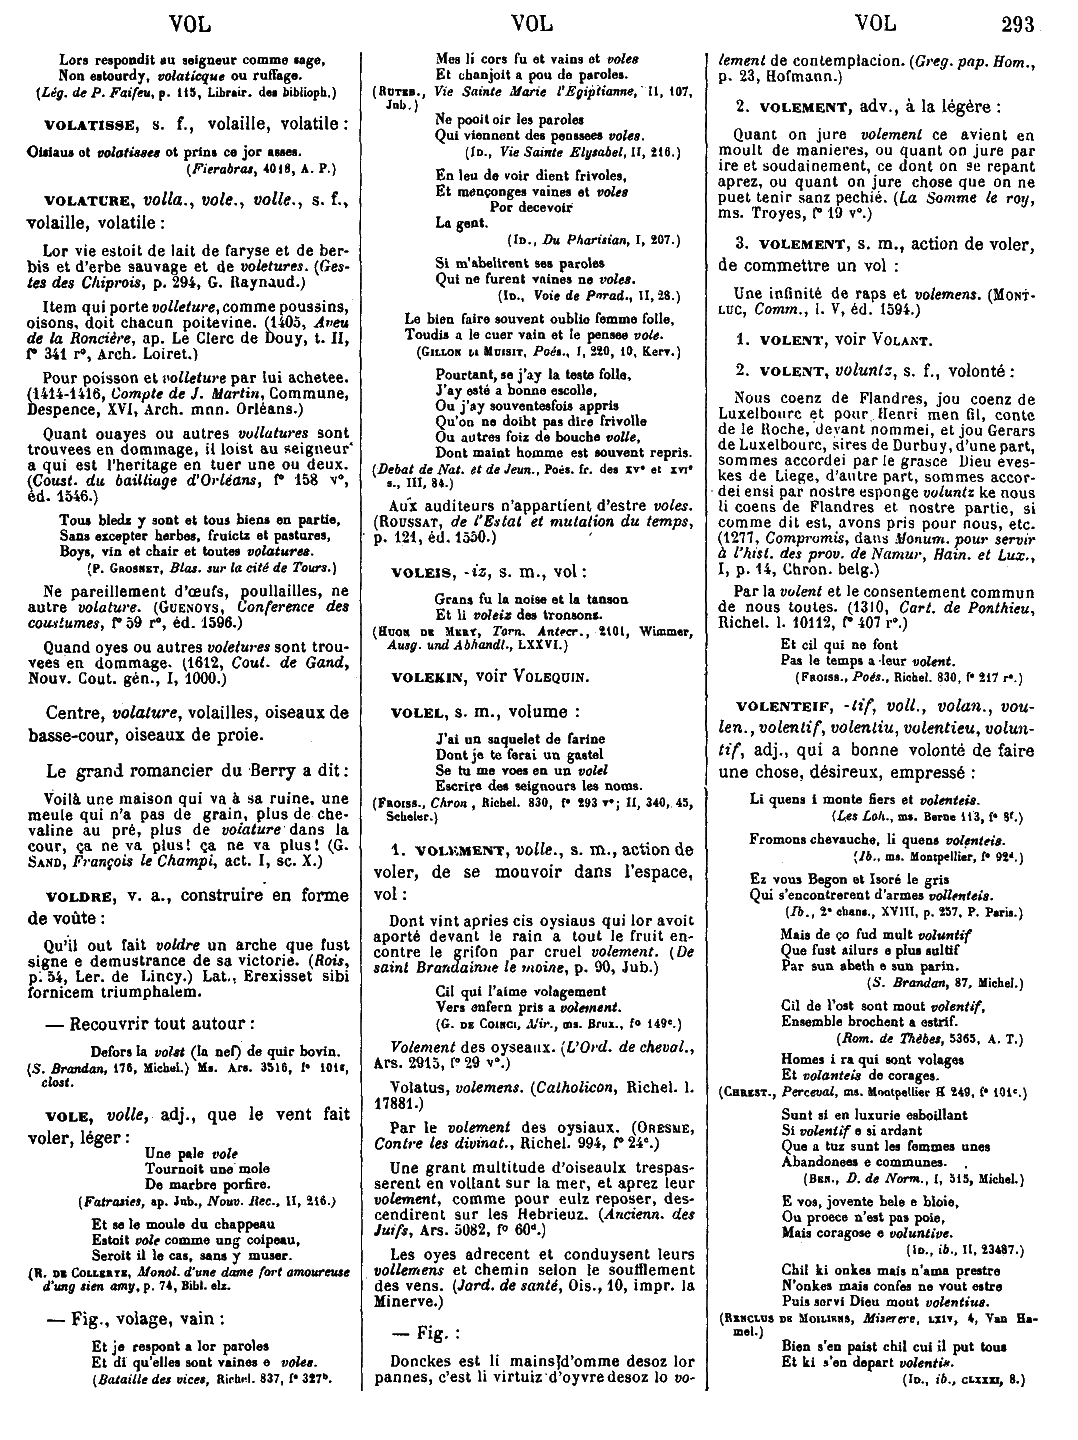 VOL
VOL
VOL
293
Lors respondit au seigneur comme sage,
Non estourdy, volaticque ou ruffage.
(Lég. de P. Faifeu, p. 115, Librair. des biblioph.)
VOLATISSE, s. f., volaille, volatile :
Oisiaus ot volatisses ot prins ce jor asses.
(Fierabras, 4018, A. P.)
VOLATURE, volla., vole., volle., s. f.,
volaille, volatile :
Lor vie estoit de lait de faryse et de ber-
bis et d'erbe sauvage et de voletures. (Ges-
tes des Chiprois, p. 294, G. Raynaud.)
Item qui porte volleture, comme poussins,
oisons, doit chacun poitevine. (1405, Aveu
de la Roncière, ap. Le Clerc de Douy, t. II,
f° 341 r°, Arch. Loiret.)
Pour poisson et volleture par lui achetee.
(1414-1416, Compte de J. Martin, Commune,
Despence, XVI, Arch. mun. Orléans.)
Quant ouayes ou autres vollatures sont
trouvees en dommage, il loist au seigneur
a qui est l'heritage en tuer une ou deux.
(Coust. du bailliage d'Orléans, f° 158 v°,
éd. 1546.)
Tous bledz y sont et tous biens en partie,
Sans excepter herbes, fruictz et pastures,
Boys, vin et chair et toutes volatures.
(P. GROSNET, Blas. sur la cité de Tours.)
Ne pareillement d'œufs, poullailles, ne
autre volature. (GUENOYS, Conference des
coustumes, f° 59 r°, éd. 1596.)
Quand oyes ou autres voletures sont trou-
vees en dommage. (1612, Cout. de Gand,
Nouv. Cout. gén., I, 1000.)
Centre, volature, volailles, oiseaux de
basse-cour, oiseaux de proie.
Le grand romancier du Berry a dit :
Voilà une maison qui va à sa ruine, une
meule qui n'a pas de grain, plus de che-
valine au pré, plus de voiature dans la
cour, ça ne va plus! ça ne va plus! (G.
SAND, François le Champi, act. I, sc. X.)
VOLDRE, v. a., construire en forme
de voûte :
Qu'il out fait voldre un arche que fust
signe e demustrance de sa victorie. (Rois,
p. 54, Ler. de Lincy.) Lat., Erexisset sibi
fornicem triumphalem.
— Recouvrir tout autour :
Defors la volst (la nef) de quir bovin.
(S. Brandan, 176, Michel.) Ms. Ars. 3516, f° 101c,
clost.
VOLE, volle, adj., que le vent fait
voler, léger :
Une pale vole
Tournoit une mole
De marbre porfire.
(Fatrasies, ap. Jub., Nouv. Rec., II, 216.)
Et se le moule du chappeau
Estoit vole comme ung coipeau,
Seroit il le cas, sans y muser.
(R. DE COLLERYE, Monol. d'une dame fort amoureuse
d'ung sien amy, p. 74, Bibl. elz.
— Fig., volage, vain :
Et je respont a lor paroles
Et di qu'elles sont vaines e voles.
(Bataille des vices, Richel. 837, f° 327b.
Mes li cors fu et vains et voles
Et chanjoit a pou de paroles.
(RUTEB., Vie Sainte Marie l'Egiptianne, II, 107,
Jub.)
Ne pooit oir les paroles
Qui viennent des pensees voles.
(ID., Vie Sainte Elysabel, II, 216.)
En leu de voir dient frivoles,
Et mençonges vaines et voles
Por decevoir
La gent.
(ID., Du Pharisian, I, 207.)
Si m'abelirent ses paroles
Qui ne furent vaines ne voles.
(ID., Voie de Parad., II, 28.)
Le bien faire souvent oublie femme folle,
Toudis a le cuer vain et le pensee vole.
(GILLON LI MUISIT, Poés., I, 220, 10, Kerv.)
Pourtant, se j'ay la teste folle,
J'ay esté a bonne escolle,
Ou j'ay souventesfois appris
Qu'on ne doibt pas dire frivolle
Ou autres foiz de bouche volle,
Dont maint homme est souvent repris.
(Debat de Nat. et de Jeun., Poés. fr. des XVe et XVIe
s., III, 84.)
Aux auditeurs n'appartient d'estre voles.
(ROUSSAT, de l'Estat et mutation du temps,
p. 121, éd. 1550.)
VOLEIS, -iz, s. m., vol :
Grans fu la noise et la tanson
Et li voleiz des tronsons.
(HUON DE MERY, Torn. Antecr., 2101, Wimmer,
Ausg. und Abhandl., LXXVI.)
VOLEKIN, voir VOLEQUIN.
VOLEL, s. m., volume :
J'ai un saquelet de farine
Dont je te ferai un gastel
Se tu me voes en un volel
Escrire des seignours les noms.
(FROISS., Chron, Richel. 830, f° 293 v°; II, 340, 45,
Scheler.)
1. VOLEMENT, volle., s. m., action de
voler, de se mouvoir dans l'espace,
vol :
Dont vint apries cis oysiaus qui lor avoit
aporté devant le rain a tout le fruit en-
contre le grifon par cruel volement. (De
saint Brandainne le moine, p. 90, Jub.)
Cil qui l'aime volagement
Vers enfern pris a volement.
(G. DE COINCI, Mir., ms. Brux., fo 149c.)
Volement des oyseaux. (L'Ord. de cheval.,
Ars. 2915, f° 29 v°.)
Volatus, volemens. (Catholicon, Richel. l.
17881.)
Par le volement des oysiaux. (ORESME,
Contre les divinat., Richel. 994, f° 24c.)
Une grant multitude d'oiseaulx trespas-
serent en vollant sur la mer, et aprez leur
volement, comme pour eulz reposer, des-
cendirent sur les Hebrieuz. (Ancienn. des
Juifs, Ars. 5082, f° 60d.)
Les oyes adrecent et conduysent leurs
vollemens et chemin selon le soufflement
des vens. (Jard. de santé, Ois., 10, impr. la
Minerve.)
— Fig. :
Donckes est li mains d'omme desoz lor
pannes, c'est li virtuiz d'oyvre desoz lo vo-
lement de contemplacion. (Greg. pap. Hom.,
p. 23, Hofmann.)
2. VOLEMENT, adv., à la légère :
Quant on jure volement ce avient en
moult de manieres, ou quant on jure par
ire et soudainement, ce dont on se repant
aprez, ou quant on jure chose que on ne
puet tenir sanz pechié. (La Somme le roy,
ms. Troyes, f° 19 v°.)
3. VOLEMENT, s. m., action de voler,
de commettre un vol :
Une infinité de raps et volemens. (MONT-
LUC, Comm., l. V, éd. 1594.)
1. VOLENT, voir VOLANT.
2. VOLENT, voluntz, s. f., volonté :
Nous coenz de Flandres, jou coenz de
Luxelbourc et pour Henri men fil, conte
de le Roche, devant nommei, et jou Gerars
de Luxelbourc, sires de Durbuy, d'une part,
sommes accordei par le grasce Dieu eves-
kes de Liege, d'autre part, sommes accor-
dei ensi par nostre esponge voluntz ke nous
li coens de Flandres et nostre partie, si
comme dit est, avons pris pour nous, etc.
(1277, Compromis, dans Monum. pour servir
à l'hist. des prov. de Namur, Hain. et Lux.,
I, p. 14, Chron. belg.)
Par la volent et le consentement commun
de nous toutes. (1310, Cart. de Ponthieu,
Richel. l. 10112, f° 407 r°.)
Et cil qui ne font
Pas le temps a leur volent.
(FROISS., Poés., Richel. 830, f° 217 r°.)
VOLENTEIF, -tif, voll., volan., vou-
len., volentif, volentiu, volentieu, volun-
tif, adj., qui a bonne volonté de faire
une chose, désireux, empressé :
Li quens i monte fiers et volenteis.
(Les Loh., ms. Berne 113, f° 8f.)
Fromons chevauche, li quens volenteis.
(Ib., ms. Montpellier, f° 92d.)
Ez vous Begon et Isoré le gris
Qui s'encontrerent d'armes vollenteis.
(Ib., 2e chans., XVIII, p. 257, P. Paris.)
Mais de ço fud mult voluntif
Que fust ailurs e plus sultif
Par sun abeth e sun parin.
(S. Brandan, 87, Michel.)
Cil de l'ost sont mout volentif,
Ensemble brochent a estrif.
(Rom. de Thèbes, 5365, A. T.)
Homes i ra qui sont volages
Et volanteis de corages.
(CHREST., Perceval, ms. Montpellier H 249, f° 101c.)
Sunt si en luxurie esboillant
Si volentif e si ardant
Que a tuz sunt les femmes unes
Abandonees e communes.
(BEN., D. de Norm., I, 515, Michel.)
E vos, jovente bele e bloie,
Ou proece n'est pas poie,
Mais coragose e voluntive.
(ID., ib., II, 23487.)
Chil ki onkes mais n'ama prestre
N'onkes mais confes ne vout estre
Puis servi Dieu mout volentius.
(RENCLUS DE MOILIENS, Miserere, LXIV, 4, Van Ha-
mel.)
Bien s'en paist chil cui il put tous
Et ki s'en depart volentis.
(ID., ib., CLXXXI, 8.)